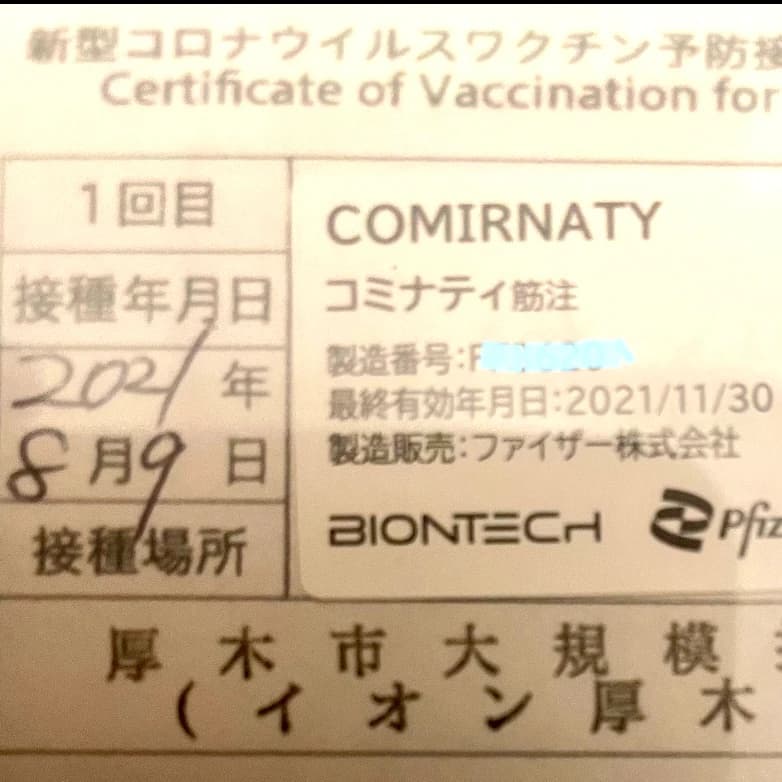 新型コロナウイルスワクチン予防接
Certificate of Vaccination for
1回目
接種年月日
2021年
8月9日
接種場所
COMIRNATY
コミナティ筋注
製造番号:F
最終有効年月日:2021/11/30
製造販売:ファイザー株式会社
BIONTECH Pfiz
厚木市大規模
(イオン厚木